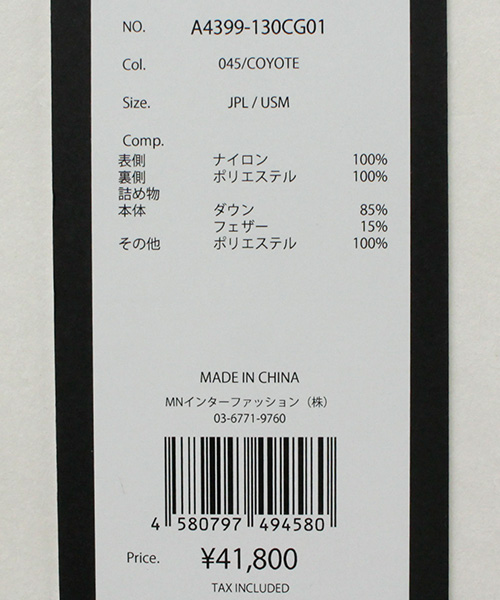 NO. A4399-130CG01
Col. 045/COYOTE
Size. JPL / USM
Comp.
表側 ナイロン 100%
裏側 ポリエステル 100%
詰め物
本体 ダウン 85%
フェザー 15%
その他 ポリエステル 100%
MADE IN CHINA
MNインターファッション（株）
03-6771-9760
4 580797 494580
Price. ¥41,800
TAX INCLUDED